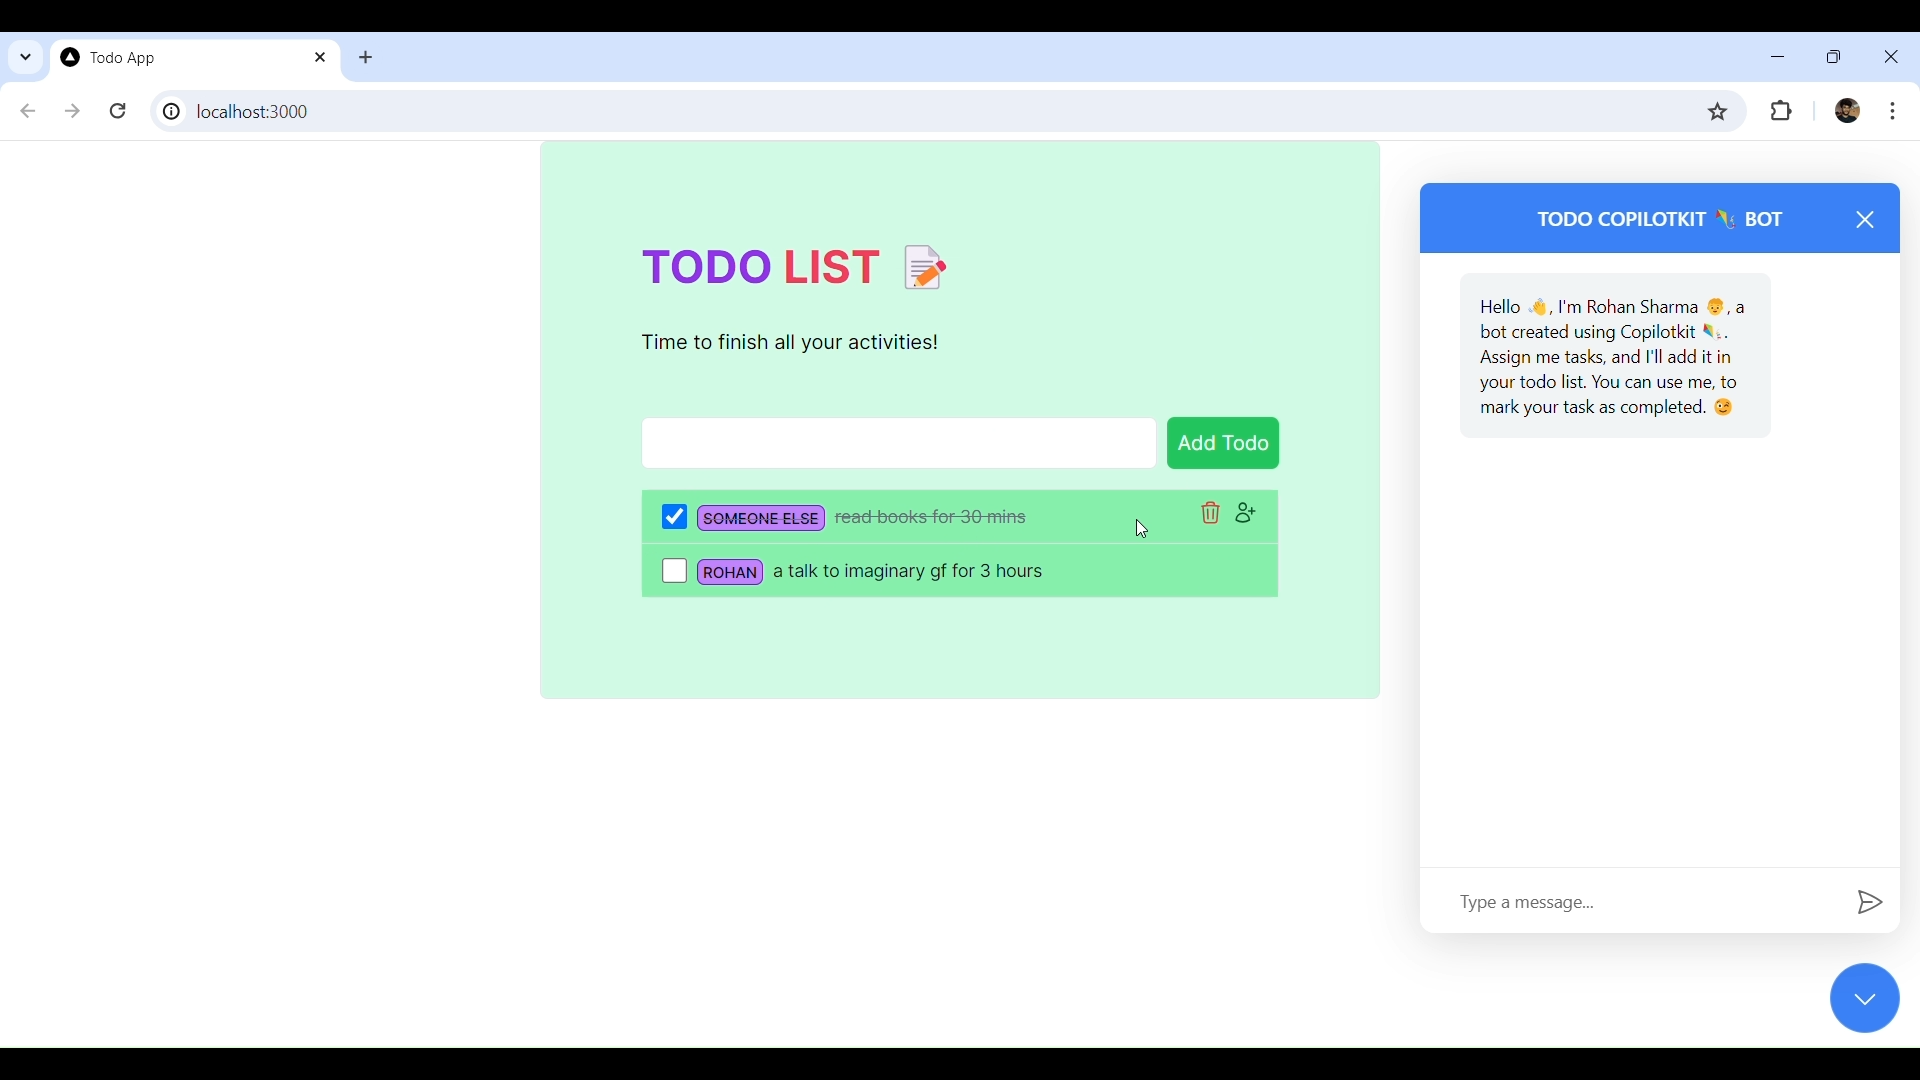 Todo App
localhost:3000
TODO LIST 📝
Time to finish all your activities!
Add Todo
SOMEONE ELSE read books for 30 mins
ROHAN a talk to imaginary gf for 3 hours
TODO COPILOTKIT 🪁 BOT
Hello 👋, I'm Rohan Sharma 👦, a
bot created using Copilotkit 🪁.
Assign me tasks, and I'll add it in
your todo list. You can use me, to
mark your task as completed. 😉
Type a message...